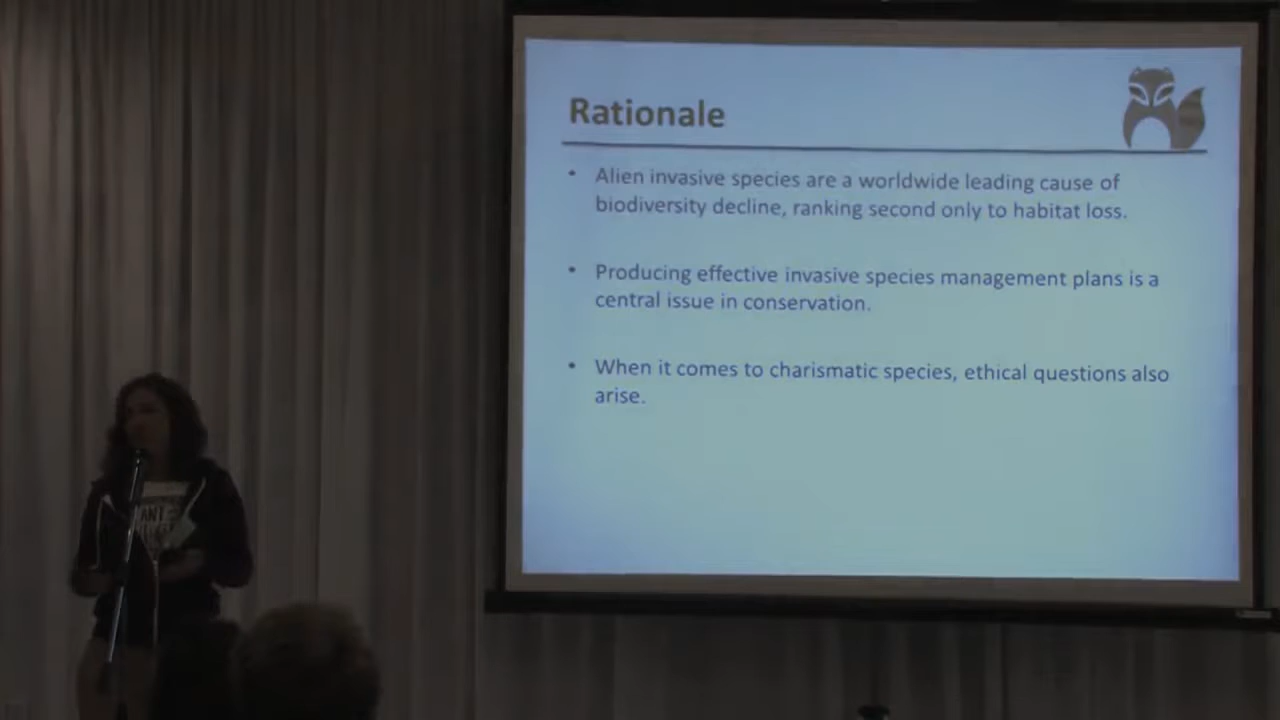 Rationale
• Alien invasive species are a worldwide leading cause of
biodiversity decline, ranking second only to habitat loss.
• Producing effective invasive species management plans is a
central issue in conservation.
• When it comes to charismatic species, ethical questions also
arise.
ANT